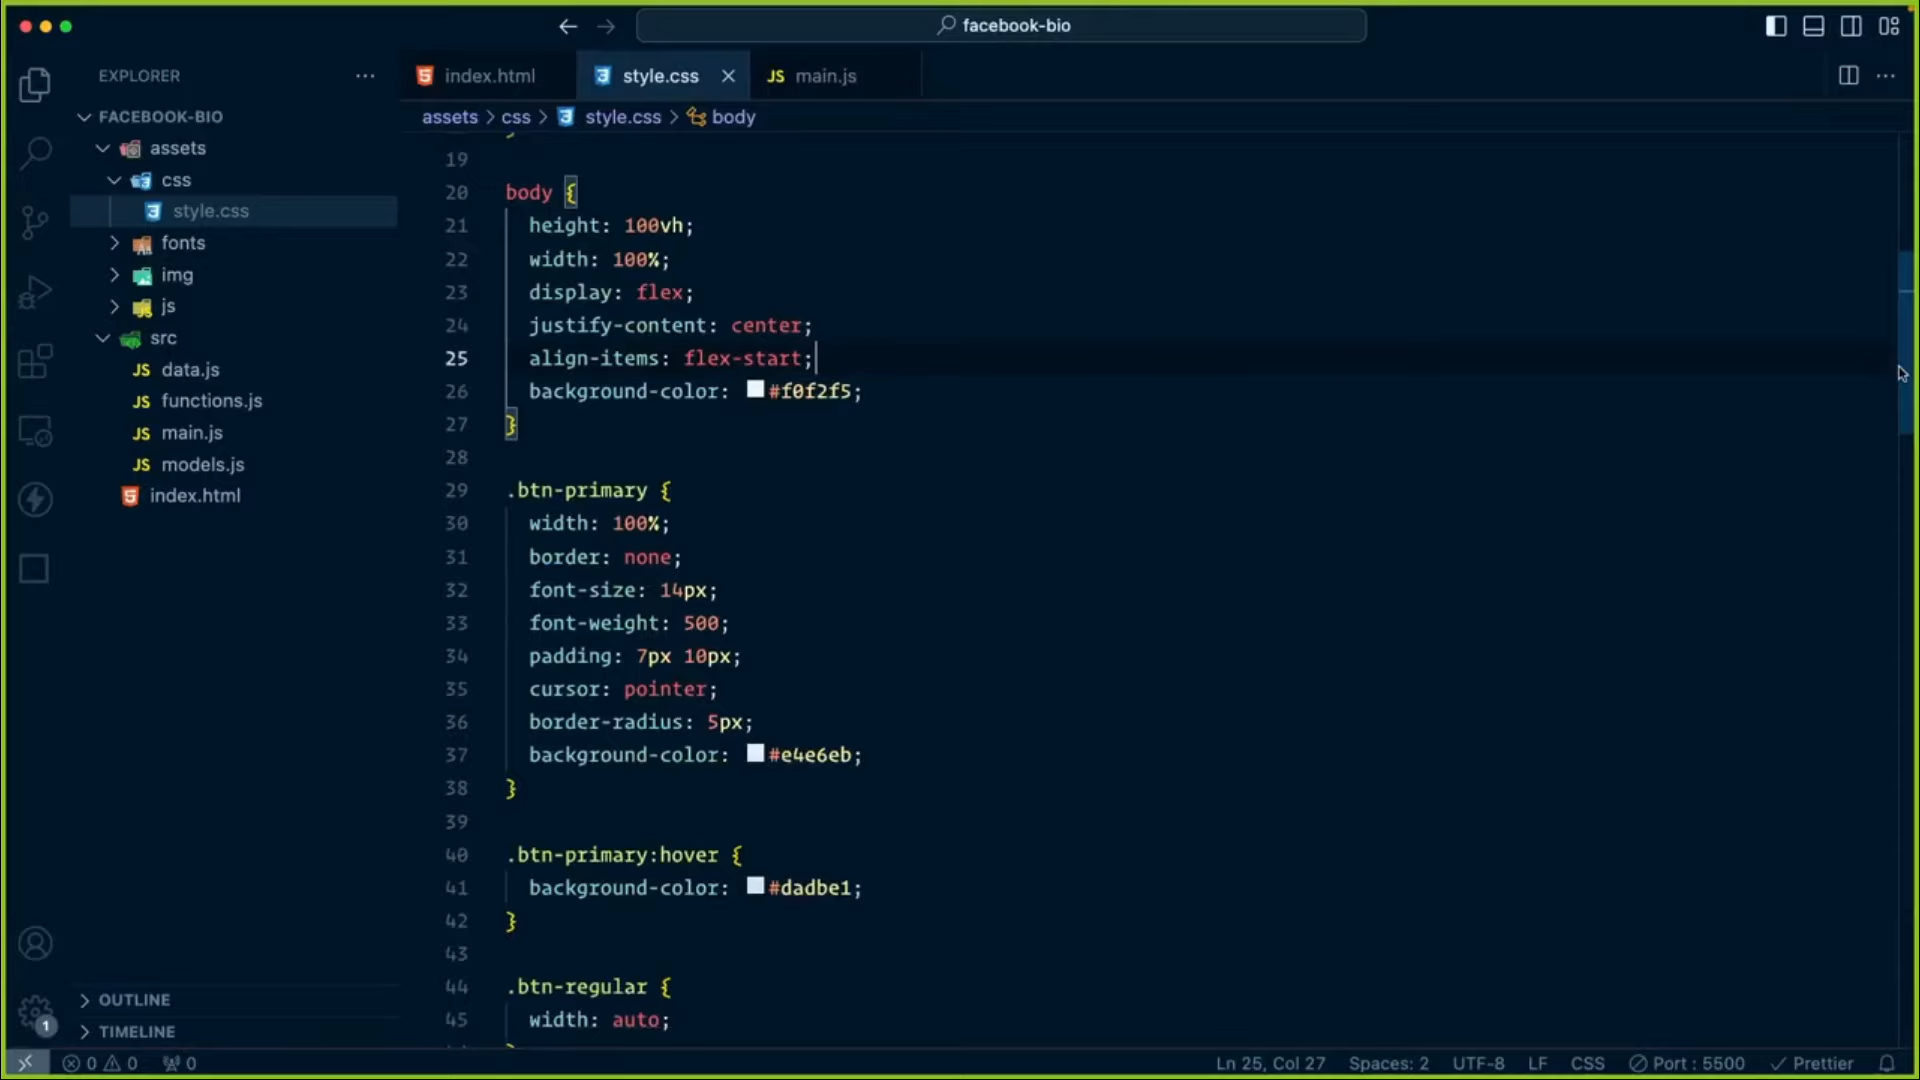 facebook-bio
EXPLORER
FACEBOOK-BIO
assets
css
style.css
fonts
img
js
src
JS data.js
JS functions.js
JS main.js
JS models.js
index.html
OUTLINE
TIMELINE
1
index.html
style.css
JS main.js
assets > css > style.css > body
19
20 body {
21 height: 100vh;
22 width: 100%;
23 display: flex;
24 justify-content: center;
25 align-items: flex-start;
26 background-color: #f0f2f5;
27 }
28
29 .btn-primary {
30 width: 100%;
31 border: none;
32 font-size: 14px;
33 font-weight: 500;
34 padding: 7px 10px;
35 cursor: pointer;
36 border-radius: 5px;
37 background-color: #e4e6eb;
38 }
39
40 .btn-primary:hover {
41 background-color: #dadbe1;
42 }
43
44 .btn-regular {
45 width: auto;
0 0 0 Ln 25, Col 27 Spaces: 2 UTF-8 LF CSS Port : 5500 Prettier